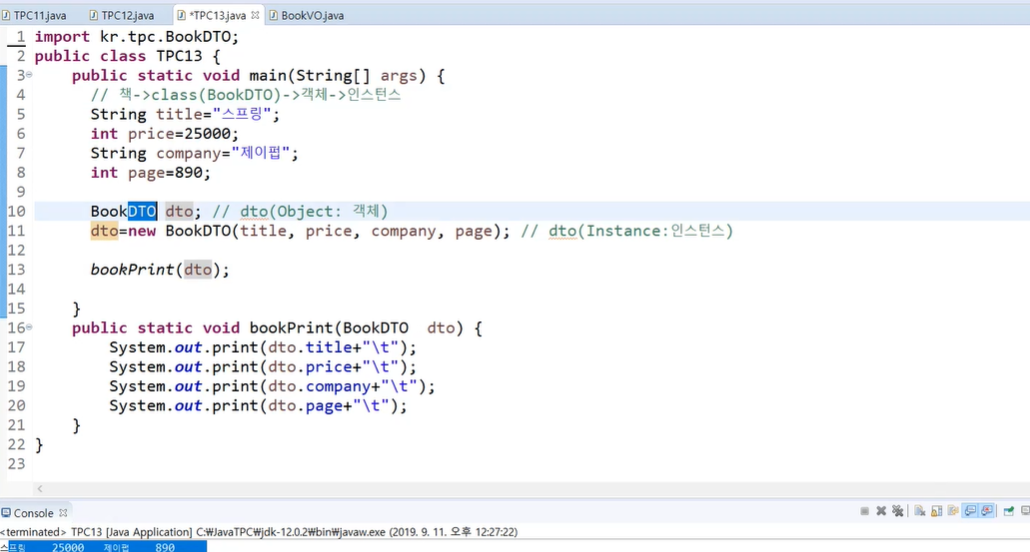 TPC11.java TPC12.java *TPC13.java BookVO.java
1 import kr.tpc.BookDTO;
2 public class TPC13 {
3 public static void main(String[] args) {
4 // 책->class(BookDTO)->객체->인스턴스
5 String title="스프링";
6 int price=25000;
7 String company="제이펍";
8 int page=890;
9
10 BookDTO dto; // dto(Object: 객체)
11 dto=new BookDTO(title, price, company, page); // dto(Instance:인스턴스)
12
13 bookPrint(dto);
14
15 }
16 public static void bookPrint(BookDTO dto) {
17 System.out.print(dto.title+"\t");
18 System.out.print(dto.price+"\t");
19 System.out.print(dto.company+"\t");
20 System.out.print(dto.page+"\t");
21 }
22 }
23
Console
<terminated> TPC13 [Java Application] C:₩JavaTPC₩jdk-12.0.2₩bin₩javaw.exe (2019. 9. 11. 오후 12:27:22)
스프링 25000 제이펍 890